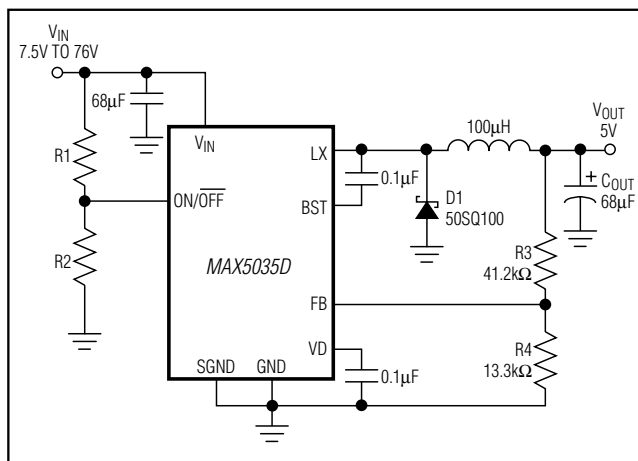 VIN
7.5V TO 76V
68µF
R1
R2
VIN
ON/OFF
MAX5035D
SGND
GND
LX
BST
FB
VD
0.1µF
0.1µF
D1
50SQ100
100µH
VOUT
5V
COUT
68µF
R3
41.2kΩ
R4
13.3kΩ
+